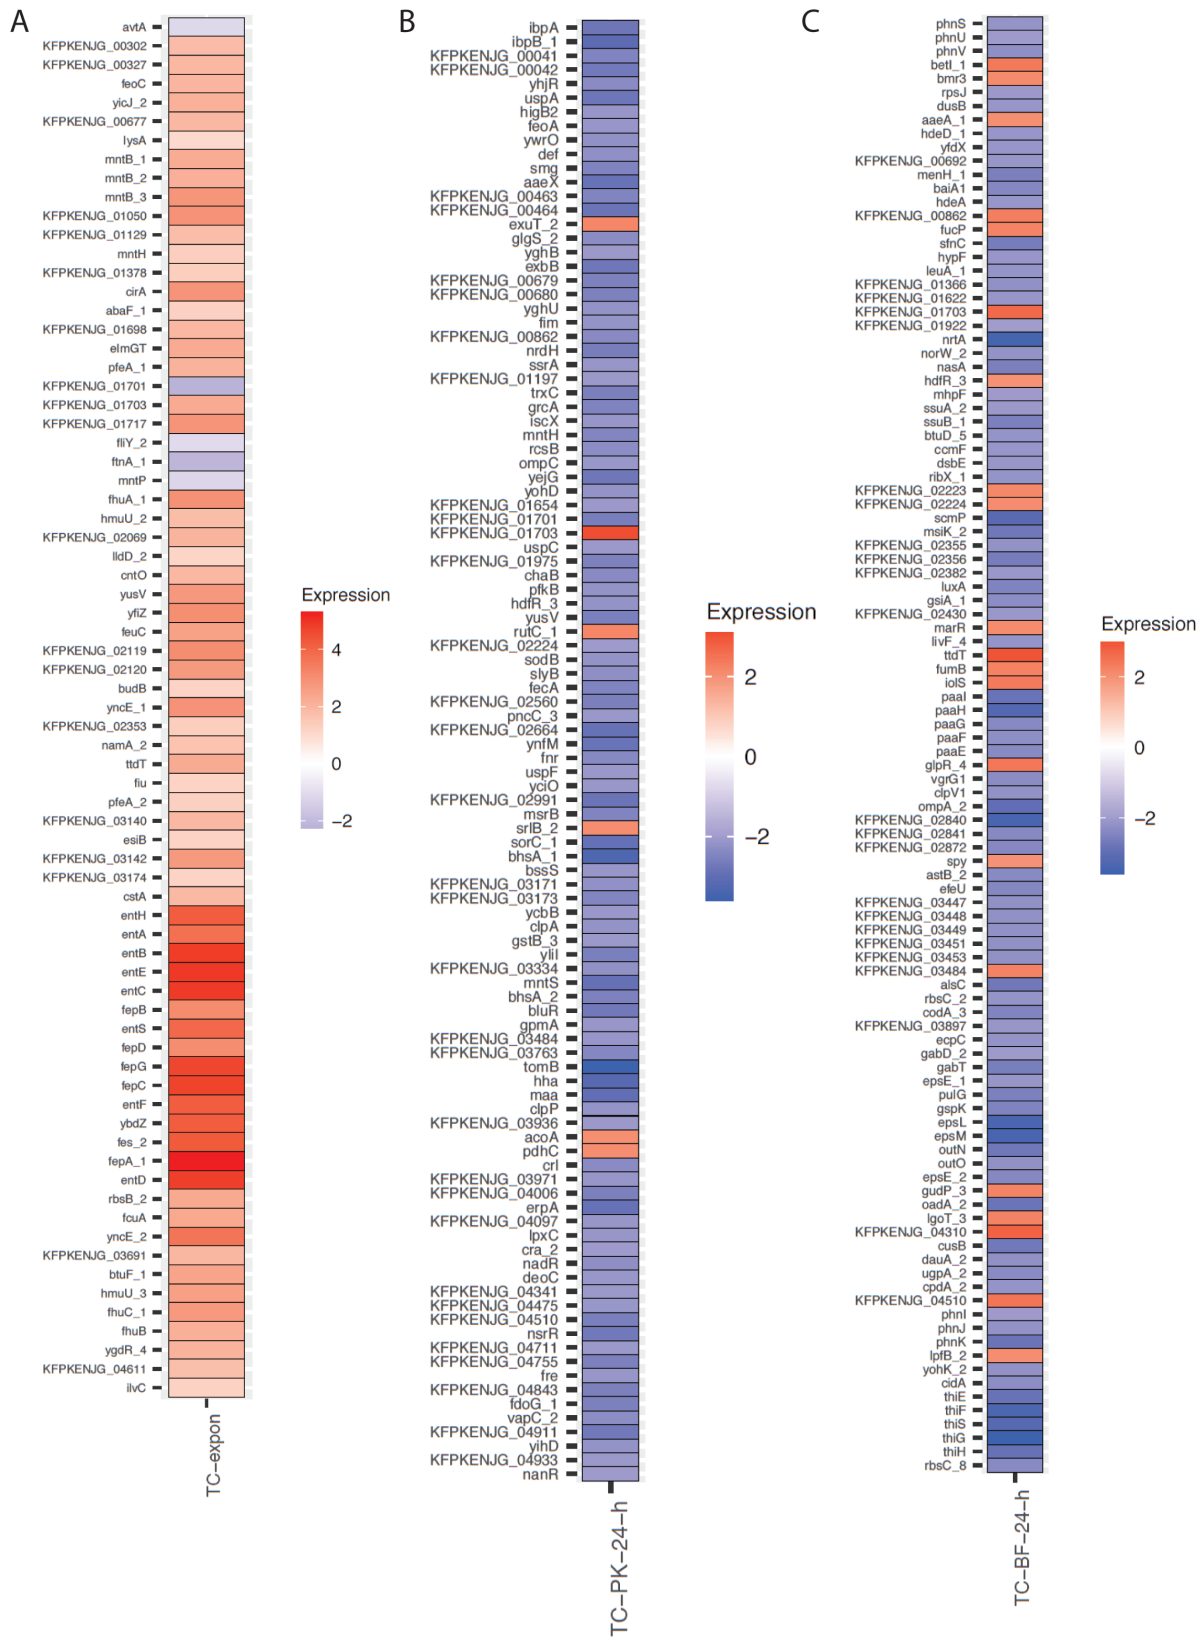 A
avtA
KFPKENJG_00302
KFPKENJG_00327
feoC
yicJ_2
KFPKENJG_00677
lysA
mntB_1
mntB_2
mntB_3
KFPKENJG_01050
KFPKENJG_01129
mntH
KFPKENJG_01378
cirA
abaF_1
KFPKENJG_01698
elmGT
pfeA_1
KFPKENJG_01701
KFPKENJG_01703
KFPKENJG_01717
fliY_2
ftnA_1
mntP
fhuA_1
hmuU_2
KFPKENJG_02069
lldD_2
cntO
yusV
yfiZ
feuC
KFPKENJG_02119
KFPKENJG_02120
budB
yncE_1
KFPKENJG_02353
namA_2
ttdT
fiu
pfeA_2
KFPKENJG_03140
esiB
KFPKENJG_03142
KFPKENJG_03174
cstA
entH
entA
entB
entE
entC
fepB
entS
fepD
fepG
fepC
entF
ybdZ
fes_2
fepA_1
entD
rbsB_2
fcuA
yncE_2
KFPKENJG_03691
btuF_1
hmuU_3
fhuC_1
fhuB
ygdR_4
KFPKENJG_04611
ilvC
TC-expon
Expression
4
2
0
−2
B
ibpA
ibpB_1
KFPKENJG_00041
KFPKENJG_00042
yhjR
uspA
higB2
feoA
ywrO
def
smg
aaeX
KFPKENJG_00463
KFPKENJG_00464
exuT_2
glgS_2
yghB
exbB
KFPKENJG_00679
KFPKENJG_00680
yghU
fim
KFPKENJG_00862
nrdH
ssrA
KFPKENJG_01197
trxC
grcA
iscX
mntH
rcsB
ompC
yejG
yohD
KFPKENJG_01654
KFPKENJG_01701
KFPKENJG_01703
uspC
KFPKENJG_01975
chaB
pfkB
hdfR_3
yusV
rutC_1
KFPKENJG_02224
sodB
slyB
fecA
KFPKENJG_02560
pncC_3
KFPKENJG_02664
ynfM
fnr
uspF
yciO
KFPKENJG_02991
msrB
srlB_2
sorC_1
bhsA_1
bssS
KFPKENJG_03171
KFPKENJG_03173
ycbB
clpA
gstB_3
yliI
KFPKENJG_03334
mntS
bhsA_2
bluR
gpmA
KFPKENJG_03484
KFPKENJG_03763
tomB
hha
maa
clpP
KFPKENJG_03936
acoA
pdhC
crl
KFPKENJG_03971
KFPKENJG_04006
erpA
KFPKENJG_04097
lpxC
cra_2
nadR
deoC
KFPKENJG_04341
KFPKENJG_04475
KFPKENJG_04510
nsrR
KFPKENJG_04711
KFPKENJG_04755
fre
KFPKENJG_04843
fdoG_1
vapC_2
KFPKENJG_04911
yihD
KFPKENJG_04933
nanR
TC-PK-24-h
Expression
2
0
−2
C
phnS
phnU
phnV
betI_1
bmr3
rpsJ
dusB
aaeA_1
hdeD_1
yfdX
KFPKENJG_00692
menH_1
baiA1
hdeA
KFPKENJG_00862
fucP
sfnC
hypF
leuA_1
KFPKENJG_01366
KFPKENJG_01622
KFPKENJG_01703
KFPKENJG_01922
nrtA
norW_2
nasA
hdfR_3
mhpF
ssuA_2
ssuB_1
btuD_5
ccmF
dsbE
ribX_1
KFPKENJG_02223
KFPKENJG_02224
scmP
msiK_2
KFPKENJG_02355
KFPKENJG_02356
KFPKENJG_02382
luxA
gsiA_1
KFPKENJG_02430
marR
livF_4
ttdT
fumB
iolS
paaI
paaH
paaG
paaF
paaE
glpR_4
vgrG1
clpV1
ompA_2
KFPKENJG_02840
KFPKENJG_02841
KFPKENJG_02872
spy
astB_2
efeU
KFPKENJG_03447
KFPKENJG_03448
KFPKENJG_03449
KFPKENJG_03451
KFPKENJG_03453
KFPKENJG_03484
alsC
rbsC_2
codA_3
KFPKENJG_03897
ecpC
gabD_2
gabT
epsE_1
pulG
gspK
epsL
epsM
outN
outO
epsE_2
gudP_3
oadA_2
lgoT_3
KFPKENJG_04310
cusB
dauA_2
ugpA_2
cpdA_2
KFPKENJG_04510
phnI
phnJ
phnK
lpfB_2
yohK_2
cidA
thiE
thiF
thiS
thiG
thiH
rbsC_8
TC-BF-24-h
Expression
2
0
−2